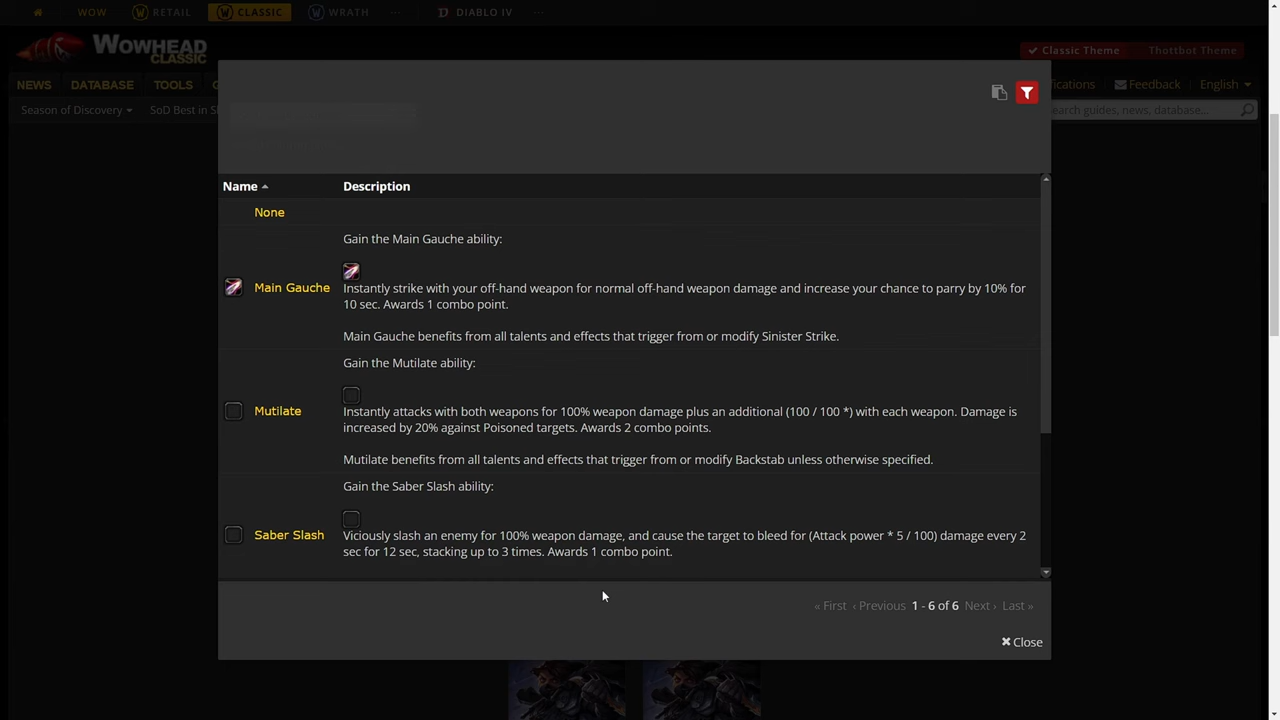 WOW RETAIL CLASSIC WRATH ··· DIABLO IV ···
WOWHEAD
CLASSIC
✔ Classic Theme Thottbot Theme
NEWS DATABASE TOOLS Feedback English
Season of Discovery SoD Best in earch guides, news, database...
Name Description
None
Gain the Main Gauche ability:
Main Gauche Instantly strike with your off-hand weapon for normal off-hand weapon damage and increase your chance to parry by 10% for
10 sec. Awards 1 combo point.
Main Gauche benefits from all talents and effects that trigger from or modify Sinister Strike.
Gain the Mutilate ability:
Mutilate Instantly attacks with both weapons for 100% weapon damage plus an additional (100 / 100 *) with each weapon. Damage is
increased by 20% against Poisoned targets. Awards 2 combo points.
Mutilate benefits from all talents and effects that trigger from or modify Backstab unless otherwise specified.
Gain the Saber Slash ability:
Saber Slash Viciously slash an enemy for 100% weapon damage, and cause the target to bleed for (Attack power * 5 / 100) damage every 2
sec for 12 sec, stacking up to 3 times. Awards 1 combo point.
« First ‹ Previous 1 - 6 of 6 Next › Last »
✖ Close